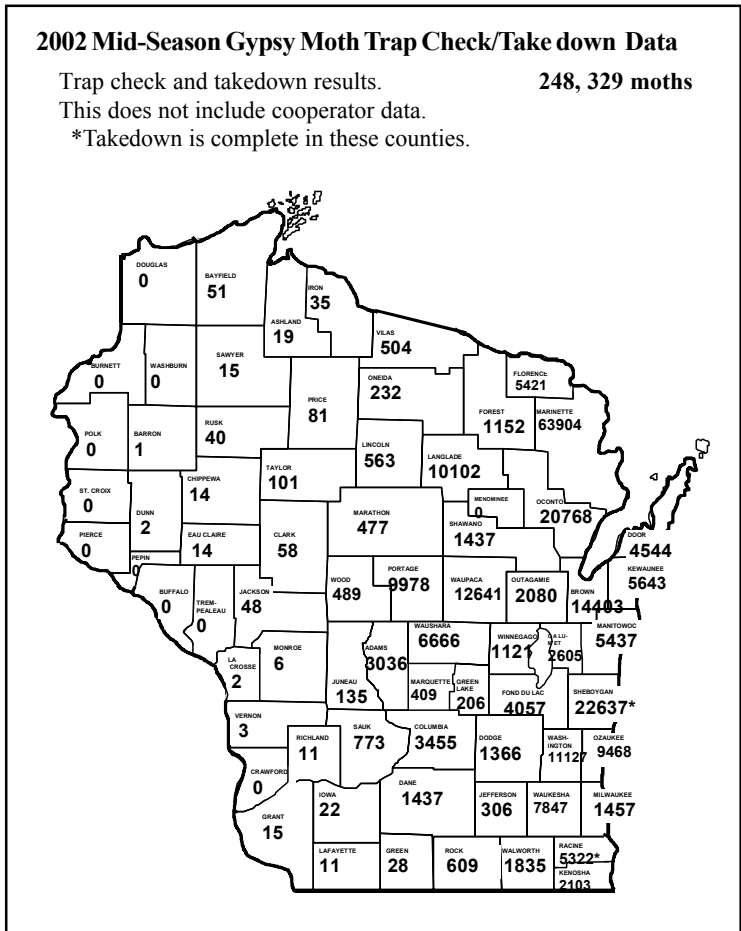 2002 Mid-Season Gypsy Moth Trap Check/Take down Data
Trap check and takedown results. 248, 329 moths
This does not include cooperator data.
*Takedown is complete in these counties.
DOUGLAS
0
BAYFIELD
51
IRON
35
ASHLAND
19
VILAS
504
BURNETT
0
WASHBURN
0
SAWYER
15
PRICE
81
ONEIDA
232
FLORENCE
5421
FOREST
1152
MARINETTE
63904
POLK
0
BARRON
1
RUSK
40
LINCOLN
563
LANGLADE
10102
TAYLOR
101
CHIPPEWA
14
ST. CROIX
0
DUNN
2
MENOMINEE
0
OCONTO
20768
MARATHON
477
SHAWANO
1437
PIERCE
0
PEPIN
0
EAU CLAIRE
14
CLARK
58
DOOR
4544
KEWAUNEE
5643
BUFFALO
0
TREM-
PEALEAU
0
JACKSON
48
WOOD
489
PORTAGE
9978
WAUPACA
12641
OUTAGAMIE
2080
BROWN
14403
MANITOWOC
5437
LA
CROSSE
2
MONROE
6
JUNEAU
135
ADAMS
3036
WAUSHARA
6666
WINNEGAGO
1121
CALU-
MET
2605
MARQUETTE
409
GREEN
LAKE
206
FOND DU LAC
4057
SHEBOYGAN
22637*
VERNON
3
RICHLAND
11
SAUK
773
COLUMBIA
3455
DODGE
1366
WASH-
INGTON
11127
OZAUKEE
9468
CRAWFORD
0
GRANT
15
IOWA
22
DANE
1437
JEFFERSON
306
WAUKESHA
7847
MILWAUKEE
1457
LAFAYETTE
11
GREEN
28
ROCK
609
WALWORTH
1835
RACINE
5322*
KENOSHA
2103